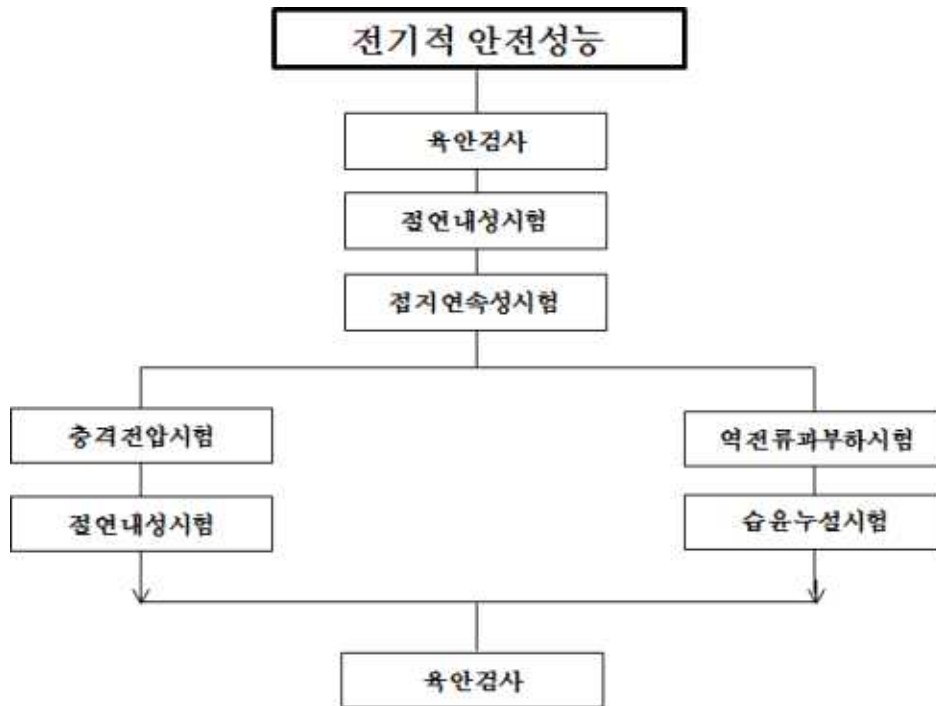 전기적 안전성능
육안검사
절연내성시험
접지연속성시험
충격전압시험
역전류과부하시험
절연내성시험
습윤누설시험
육안검사